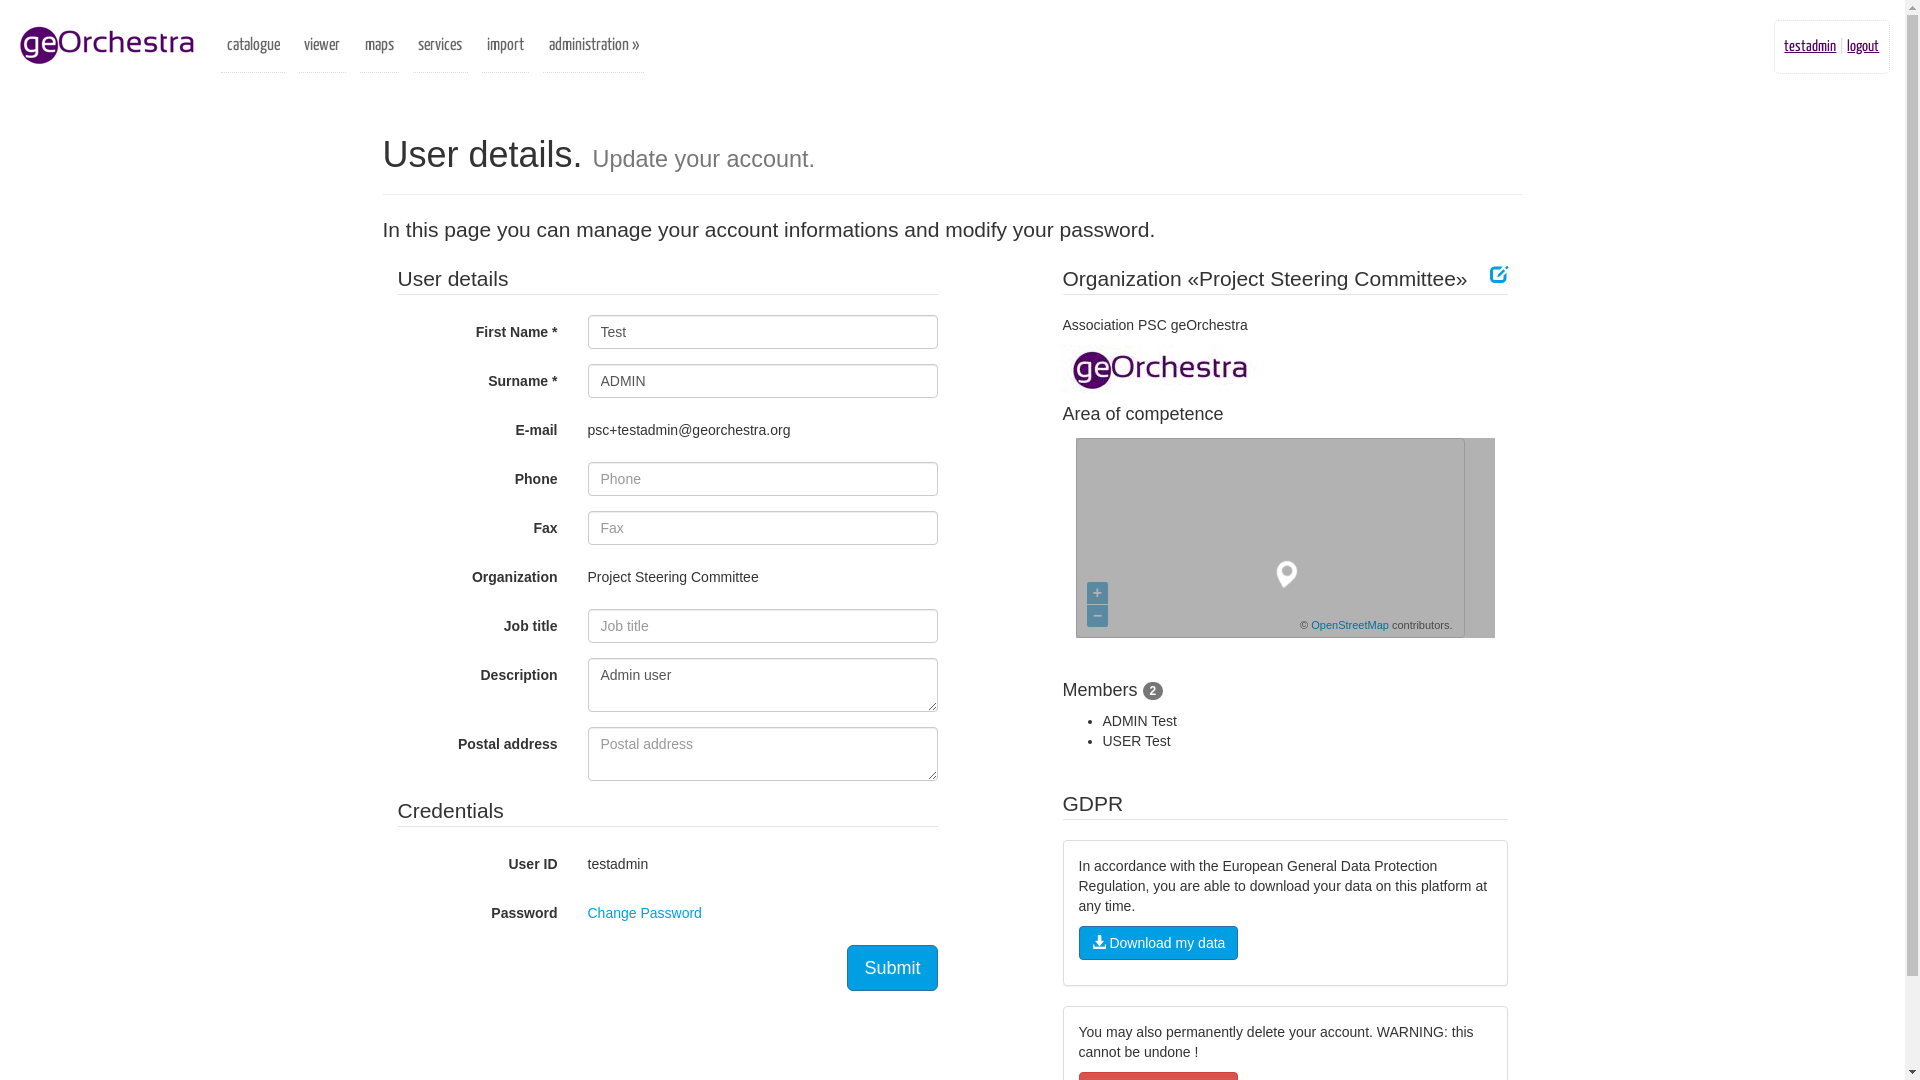 geOrchestra
catalogue viewer maps services import administration »
testadmin | logout
User details. Update your account.
In this page you can manage your account informations and modify your password.
User details
First Name * Test
Surname * ADMIN
E-mail psc+testadmin@georchestra.org
Phone Phone
Fax Fax
Organization Project Steering Committee
Job title Job title
Description Admin user
Postal address Postal address
Credentials
User ID testadmin
Password Change Password
Submit
Organization «Project Steering Committee»
Association PSC geOrchestra
geOrchestra
Area of competence
+
−
© OpenStreetMap contributors.
Members 2
• ADMIN Test
• USER Test
GDPR
In accordance with the European General Data Protection
Regulation, you are able to download your data on this platform at
any time.
Download my data
You may also permanently delete your account. WARNING: this
cannot be undone !